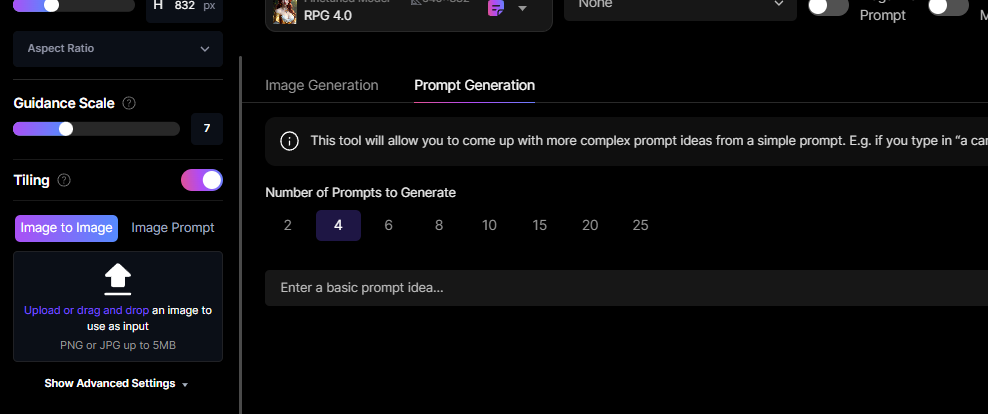 H 832 px
Aspect Ratio
Guidance Scale
7
Tiling
Image to Image Image Prompt
Upload or drag and drop an image to
use as input
PNG or JPG up to 5MB
Show Advanced Settings
RPG 4.0
None
Prompt
Image Generation Prompt Generation
This tool will allow you to come up with more complex prompt ideas from a simple prompt. E.g. if you type in “a
Number of Prompts to Generate
2 4 6 8 10 15 20 25
Enter a basic prompt idea...